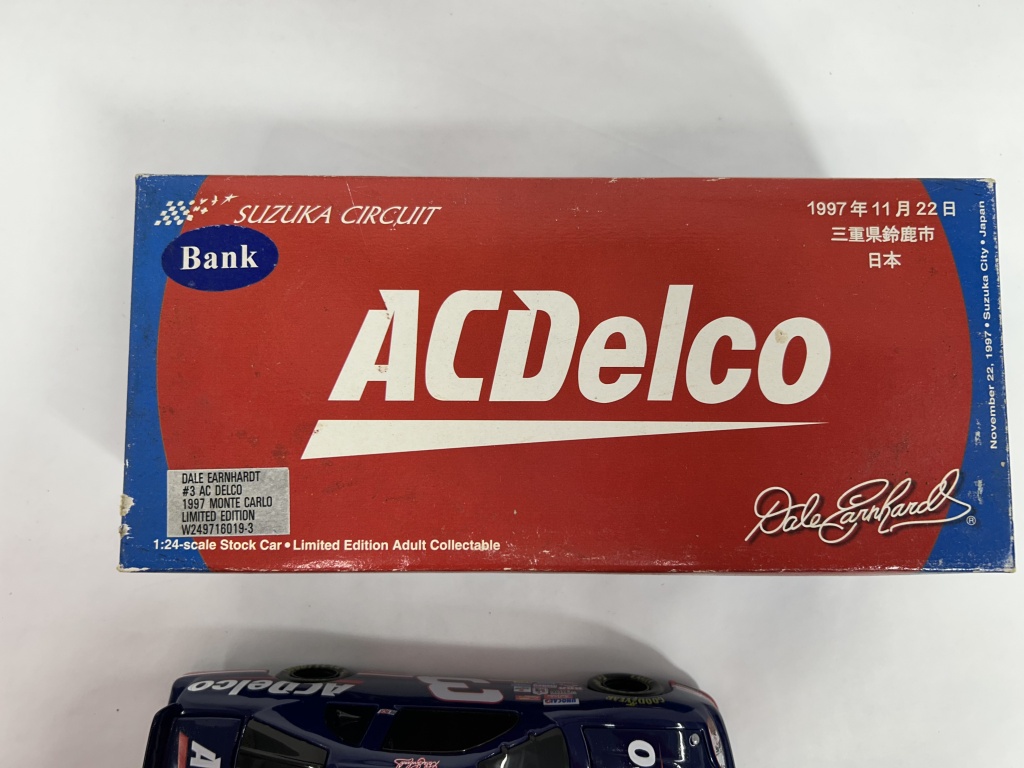 SUZUKA CIRCUIT
Bank
1997年11月22日
三重県鈴鹿市
日本
November 22, 1997 • Suzuka City • Japan
ACDelco
DALE EARNHARDT
#3 AC DELCO
1997 MONTE CARLO
LIMITED EDITION
W249716019-3
1:24-scale Stock Car • Limited Edition Adult Collectable
Dale Earnhardt ®
ACDelco
3
GOODYEAR
A
O